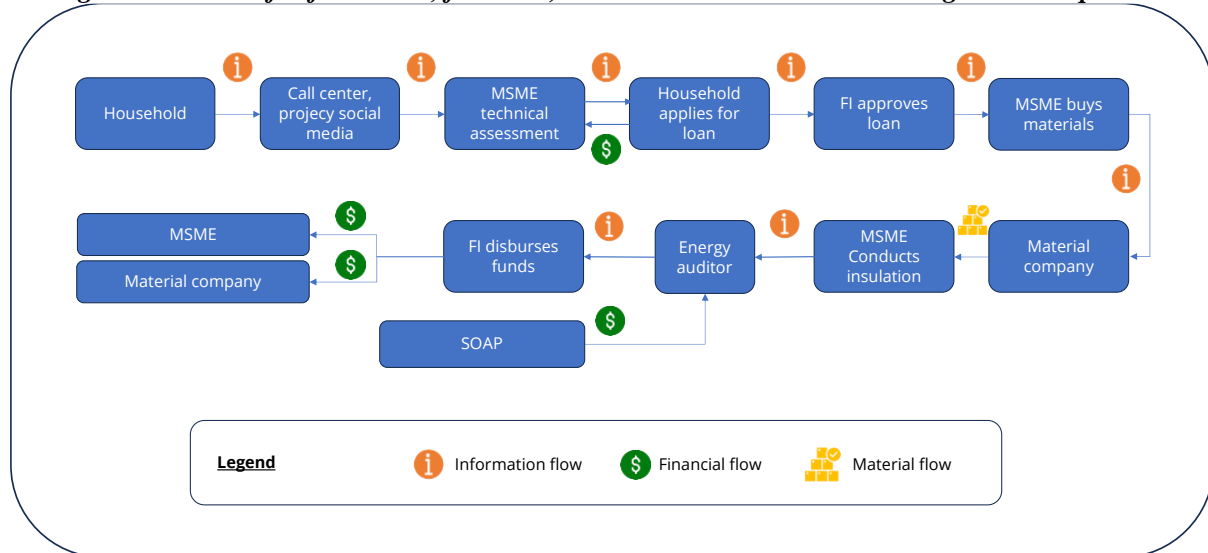 Household
Call center,
projecy social
media
MSME
technical
assessment
Household
applies for
loan
FI approves
loan
MSME buys
materials
MSME
Material company
FI disburses
funds
Energy
auditor
MSME
Conducts
insulation
Material
company
SOAP
Legend
Information flow
Financial flow
Material flow